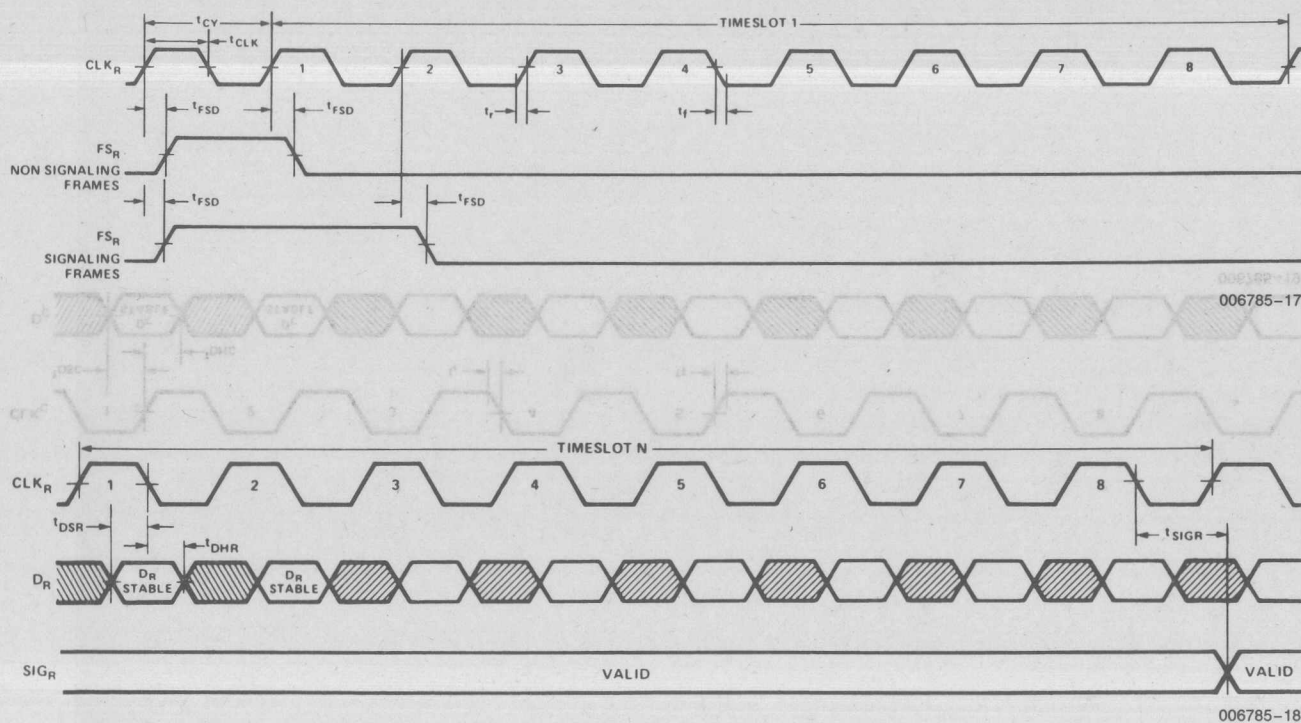 tCY
TIMESLOT 1
tCLK
CLKR
1 2 3 4 5 6 7 8
tFSD tFSD tr tf
FSR
NON SIGNALING
FRAMES
tFSD tFSD
FSR
SIGNALING
FRAMES
006785-17
TIMESLOT N
CLKR
1 2 3 4 5 6 7 8
tDSR
tDHR
tSIGR
DR
DR
STABLE
DR
STABLE
SIGR
VALID
VALID
006785-18